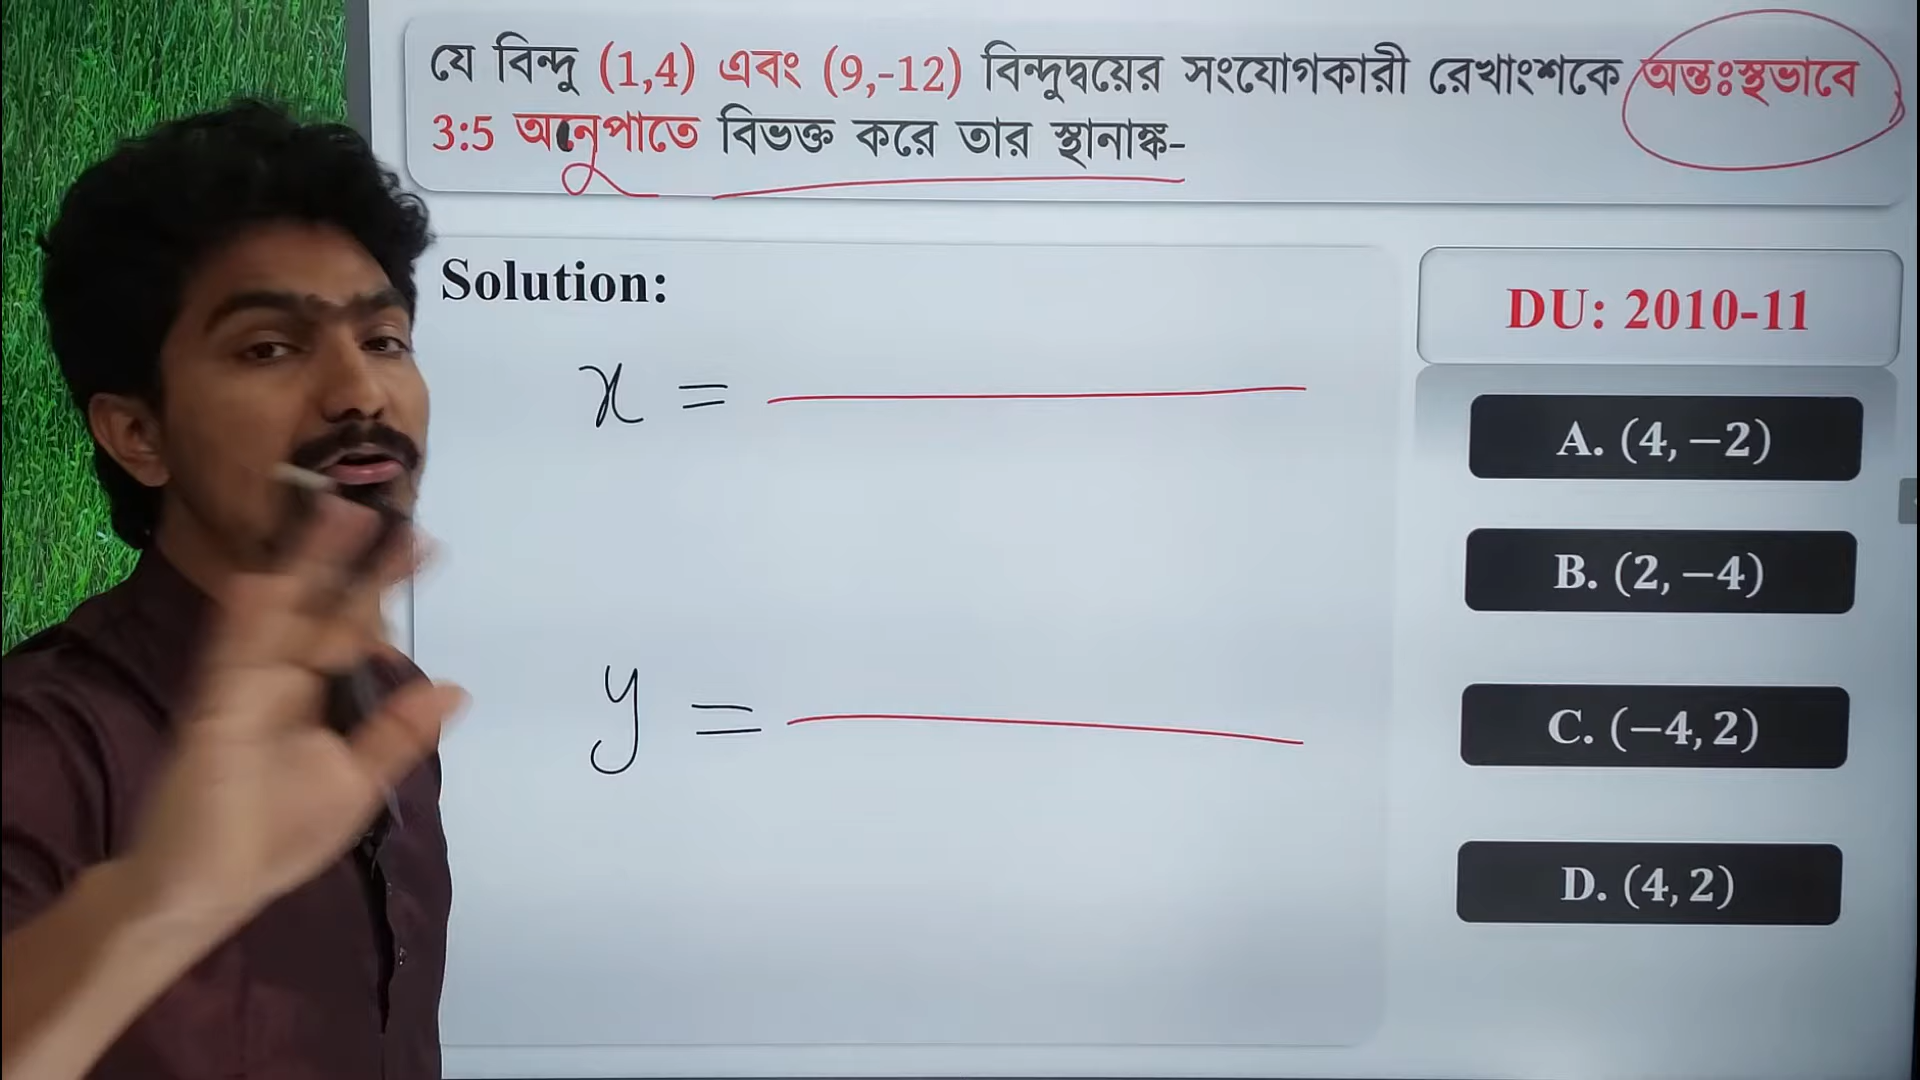 যে বিন্দু (1,4) এবং (9,-12) বিন্দুদ্বয়ের সংযোগকারী রেখাংশকে অন্তঃস্থভাবে
3:5 অনুপাতে বিভক্ত করে তার স্থানাঙ্ক-
Solution:
x =
y =
DU: 2010-11
A. (4, −2)
B. (2, −4)
C. (−4, 2)
D. (4, 2)